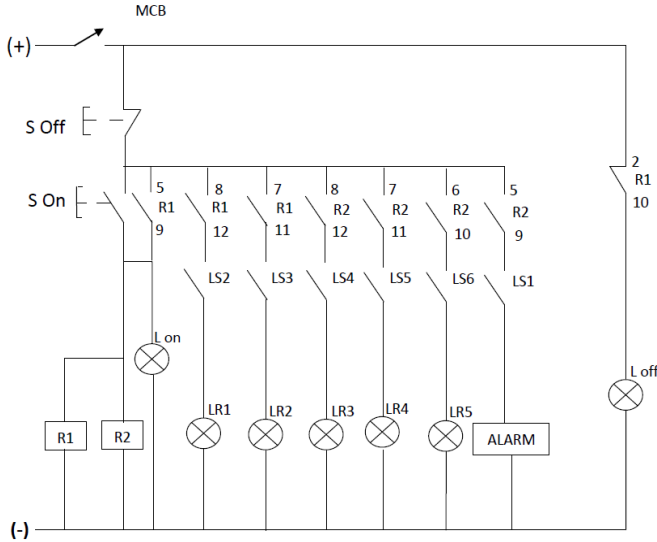 MCB
(+)
S Off
S On
5 8 7 8 7 6 5 2
R1 R1 R1 R2 R2 R2 R2 R1
9 12 11 12 11 10 9 10
LS2 LS3 LS4 LS5 LS6 LS1
L on
L off
LR1 LR2 LR3 LR4 LR5
R1 R2 ALARM
(-)